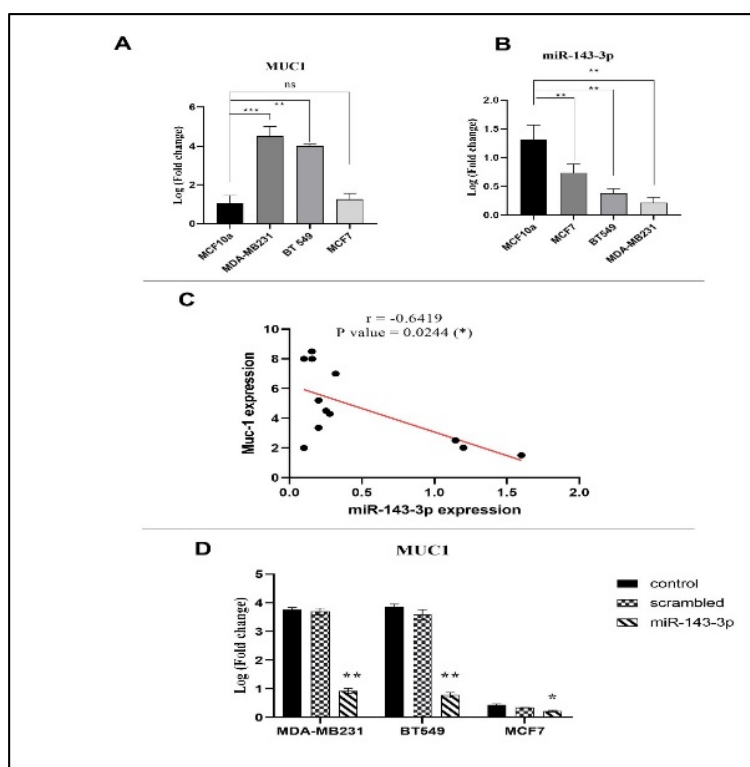 A
MUC1
ns
**
***
Log (Fold change)
6
4
2
0
MCF10a
MDA-MB231
BT 549
MCF7
B
miR-143-3p
**
**
**
Log (Fold change)
2.0
1.5
1.0
0.5
0.0
MCF10a
MCF7
BT549
MDA-MB231
C
r = -0.6419
P value = 0.0244 (*)
Muc-1 expression
10
8
6
4
2
0
0.0 0.5 1.0 1.5 2.0
miR-143-3p expression
D
MUC1
Log (Fold change)
5
4
3
2
1
0
** ** *
MDA-MB231 BT549 MCF7
control
scrambled
miR-143-3p